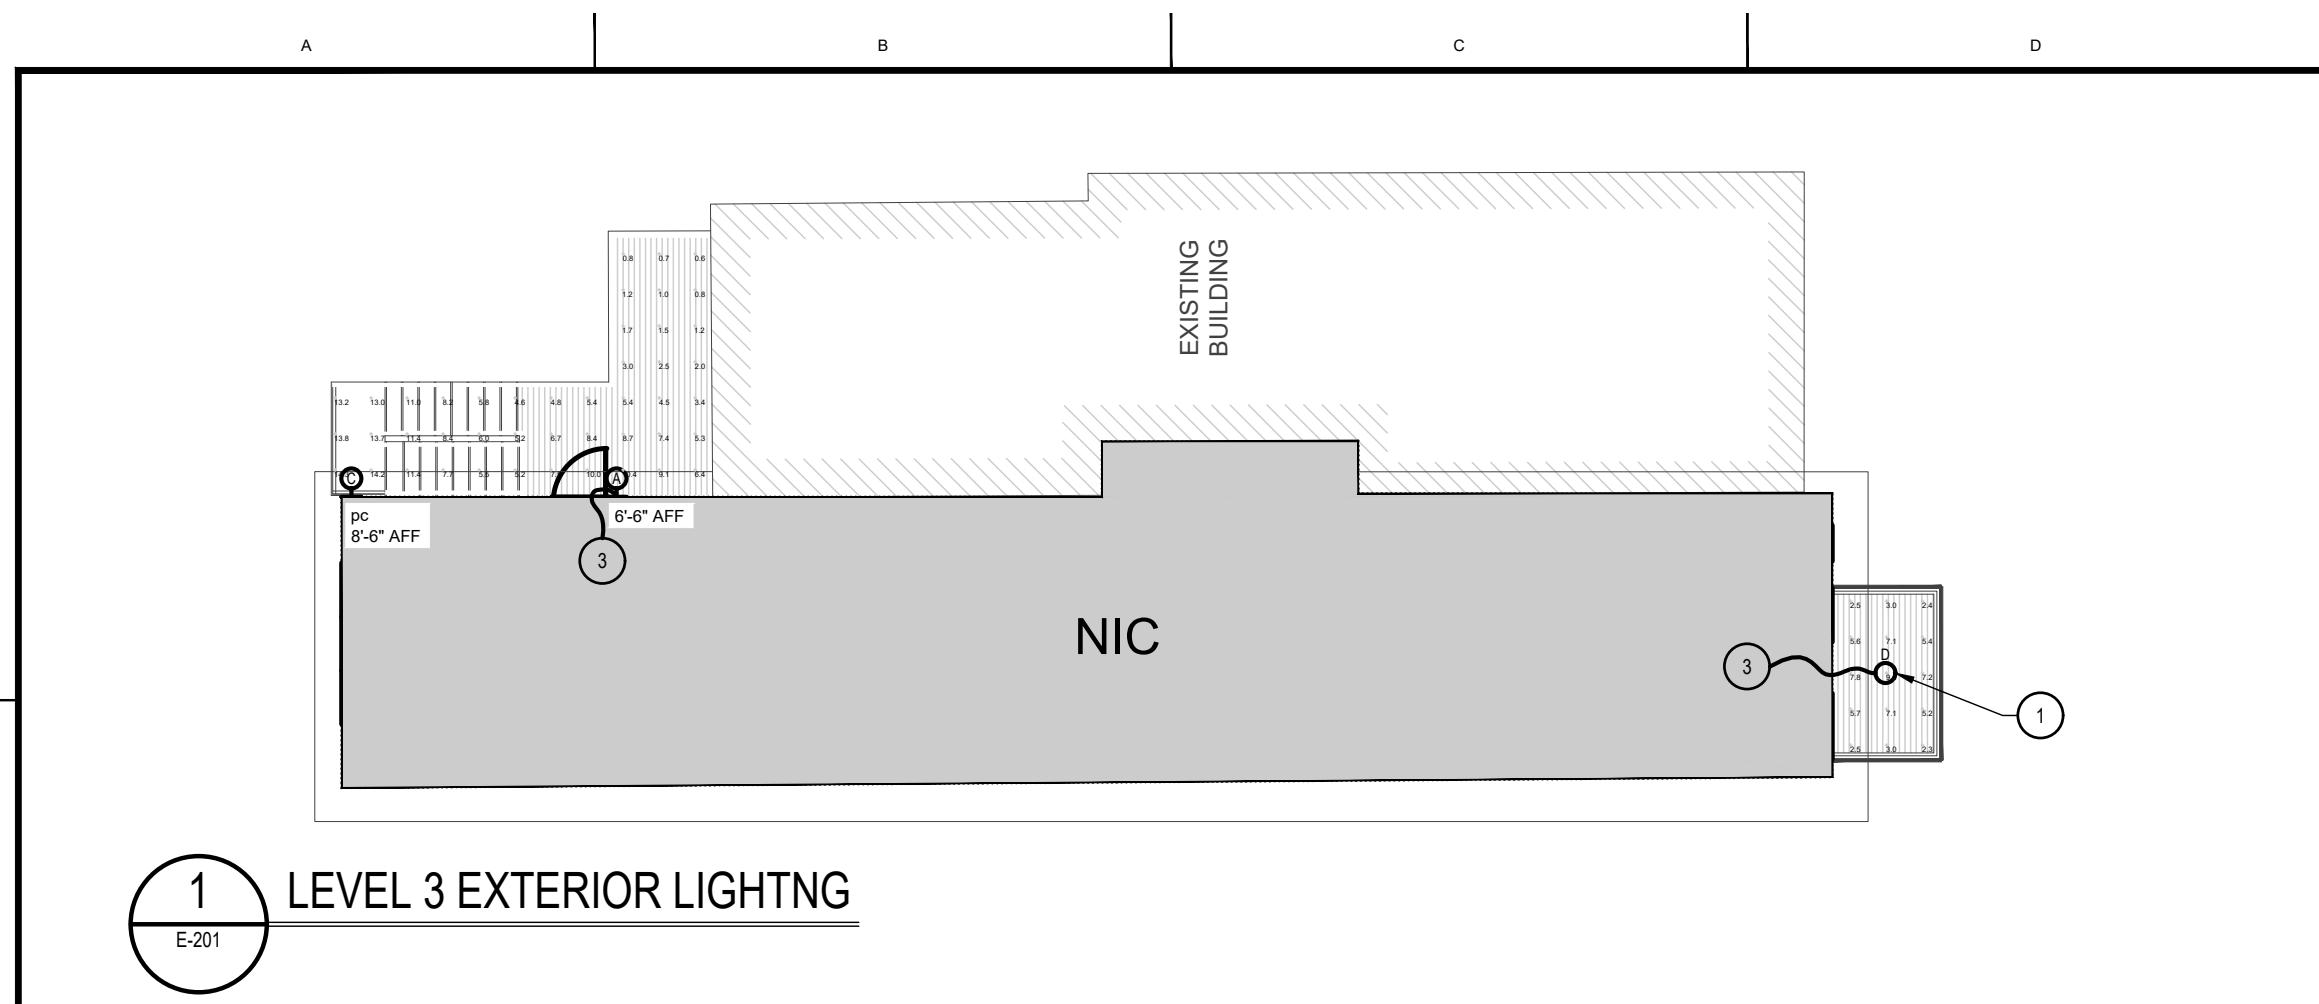 A B C D
EXISTING
BUILDING
0.8 0.7 0.6
1.2 1.0 0.8
1.7 1.5 1.2
3.0 2.5 2.0
13.2 13.0 11.0 8.2 5.8 4.6 4.8 5.4 5.4 4.5 3.4
13.8 13.7 11.4 8.4 6.0 5.2 6.7 8.4 8.7 7.4 5.3
C 14.2 11.4 7.7 5.5 5.2 10.0 A 9.1 6.4
pc
8'-6" AFF
6'-6" AFF
3
NIC
2.5 3.0 2.4
5.6 7.1 5.4
D
3
7.8 7.2
1
5.7 7.1 5.2
2.5 3.0 2.3
1
LEVEL 3 EXTERIOR LIGHTNG
E-201